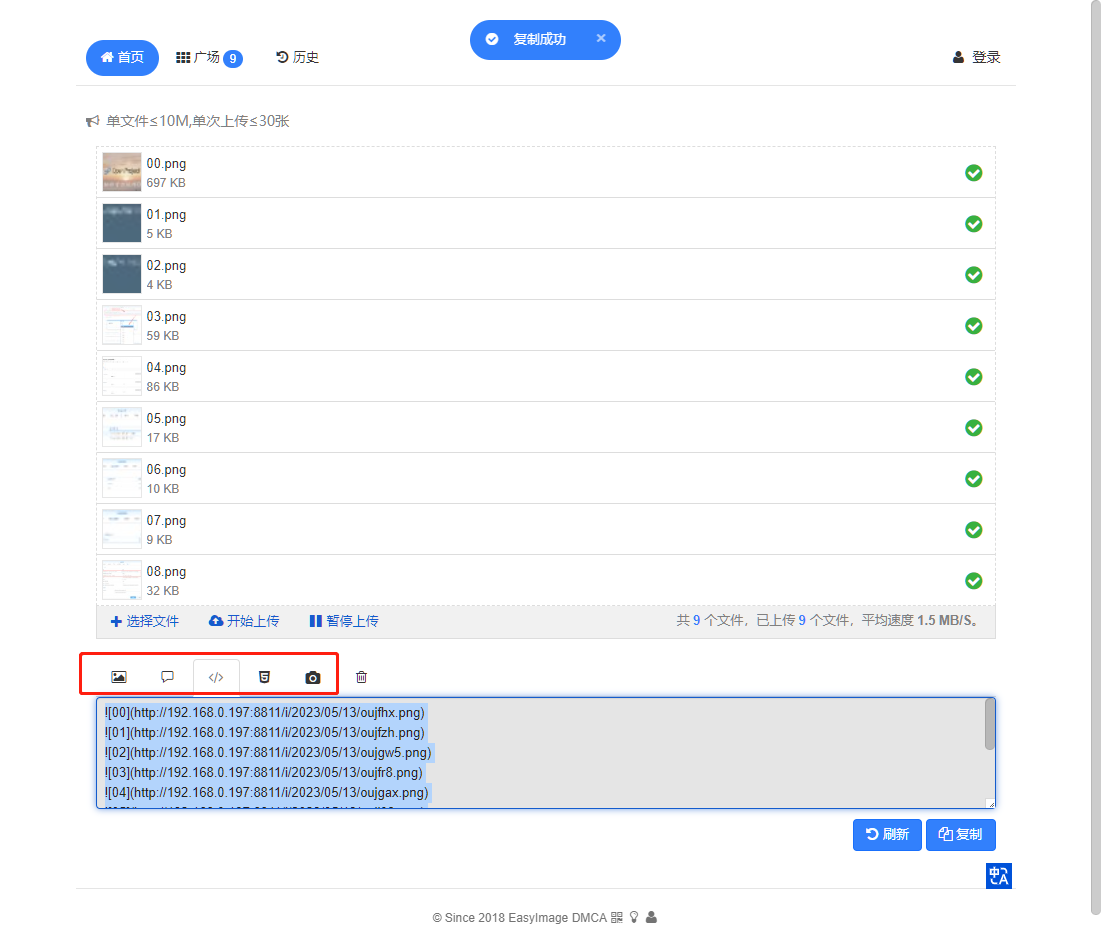 复制成功 ×
首页 广场 9 历史 登录
单文件≤10M,单次上传≤30张
00.png
697 KB
01.png
5 KB
02.png
4 KB
03.png
59 KB
04.png
86 KB
05.png
17 KB
06.png
10 KB
07.png
9 KB
08.png
32 KB
选择文件 开始上传 暂停上传 共 9 个文件，已上传 9 个文件，平均速度 1.5 MB/S。
![00](http://192.168.0.197:8811/i/2023/05/13/oujfhx.png)
![01](http://192.168.0.197:8811/i/2023/05/13/oujfzh.png)
![02](http://192.168.0.197:8811/i/2023/05/13/oujgw5.png)
![03](http://192.168.0.197:8811/i/2023/05/13/oujfr8.png)
![04](http://192.168.0.197:8811/i/2023/05/13/oujgax.png)
刷新 复制
中 A
© Since 2018 EasyImage DMCA